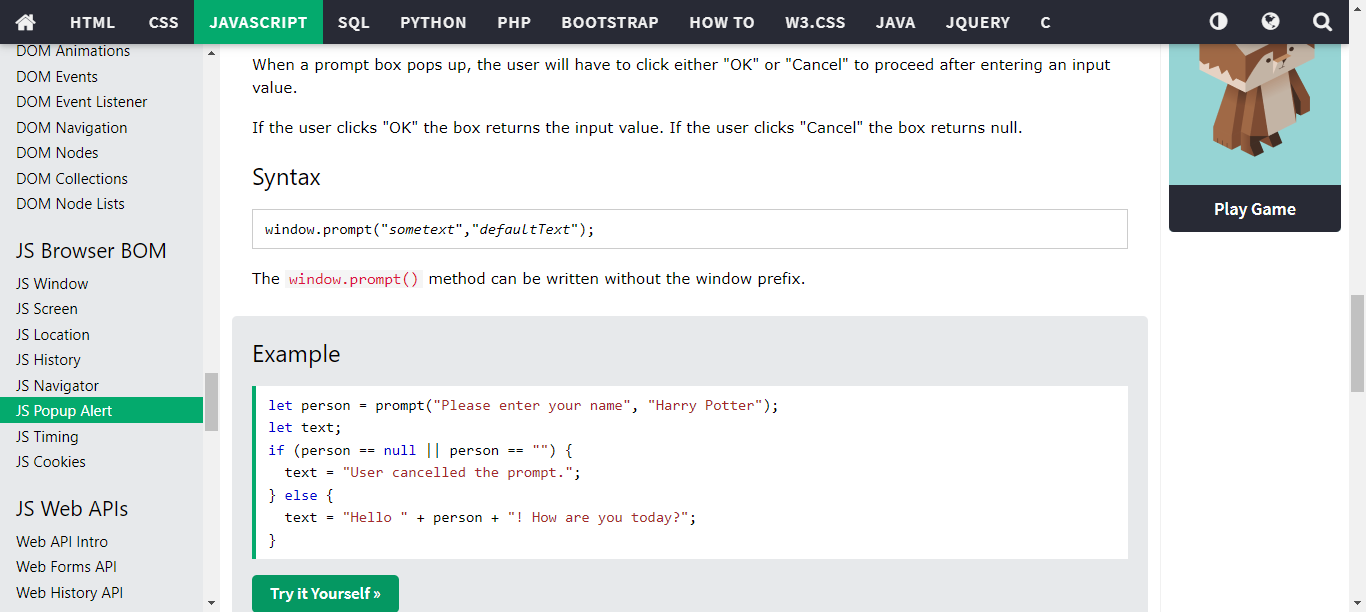 HTML CSS JAVASCRIPT SQL PYTHON PHP BOOTSTRAP HOW TO W3.CSS JAVA JQUERY C
DOM Animations
DOM Events
DOM Event Listener
DOM Navigation
DOM Nodes
DOM Collections
DOM Node Lists
JS Browser BOM
JS Window
JS Screen
JS Location
JS History
JS Navigator
JS Popup Alert
JS Timing
JS Cookies
JS Web APIs
Web API Intro
Web Forms API
Web History API
When a prompt box pops up, the user will have to click either "OK" or "Cancel" to proceed after entering an input
value.
If the user clicks "OK" the box returns the input value. If the user clicks "Cancel" the box returns null.
Syntax
window.prompt("sometext","defaultText");
The window.prompt() method can be written without the window prefix.
Example
let person = prompt("Please enter your name", "Harry Potter");
let text;
if (person == null || person == "") {
  text = "User cancelled the prompt.";
} else {
  text = "Hello " + person + "! How are you today?";
}
Try it Yourself »
Play Game